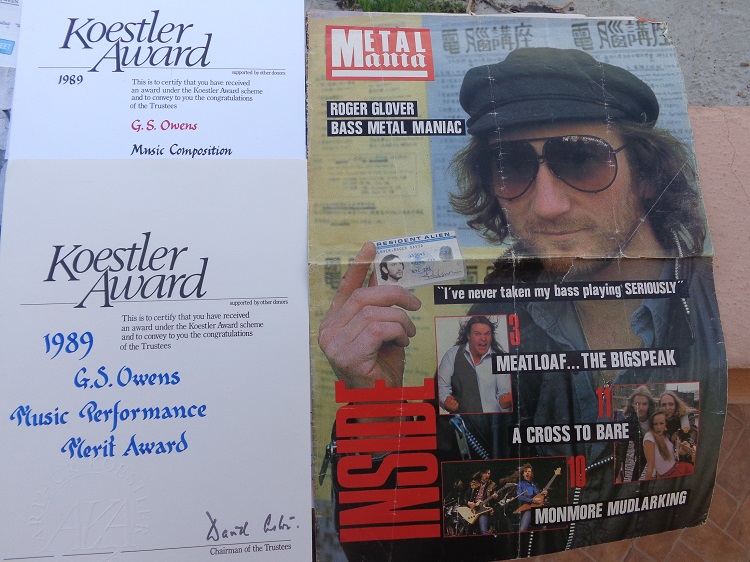 Koestler
Award
1989
supported by other donors
This is to certify that you have received
an award under the Koestler Award scheme
and to convey to you the congratulations
of the Trustees
G. S. Owens
Music Composition
Koestler
Award
supported by other donors
1989
This is to certify that you have received
an award under the Koestler Award scheme
and to convey to you the congratulations
of the Trustees
G.S. Owens
Music Performance
Merit Award
David
Chairman of the Trustees
METAL
Mania
電腦講座
電腦講座
ROGER GLOVER
BASS METAL MANIAC
RESIDENT ALIEN
"I've never taken my bass playing SERIOUSLY"
INSIDE
3
MEATLOAF...THE BIGSPEAK
11
A CROSS TO BARE
10
MONMORE MUDLARKING